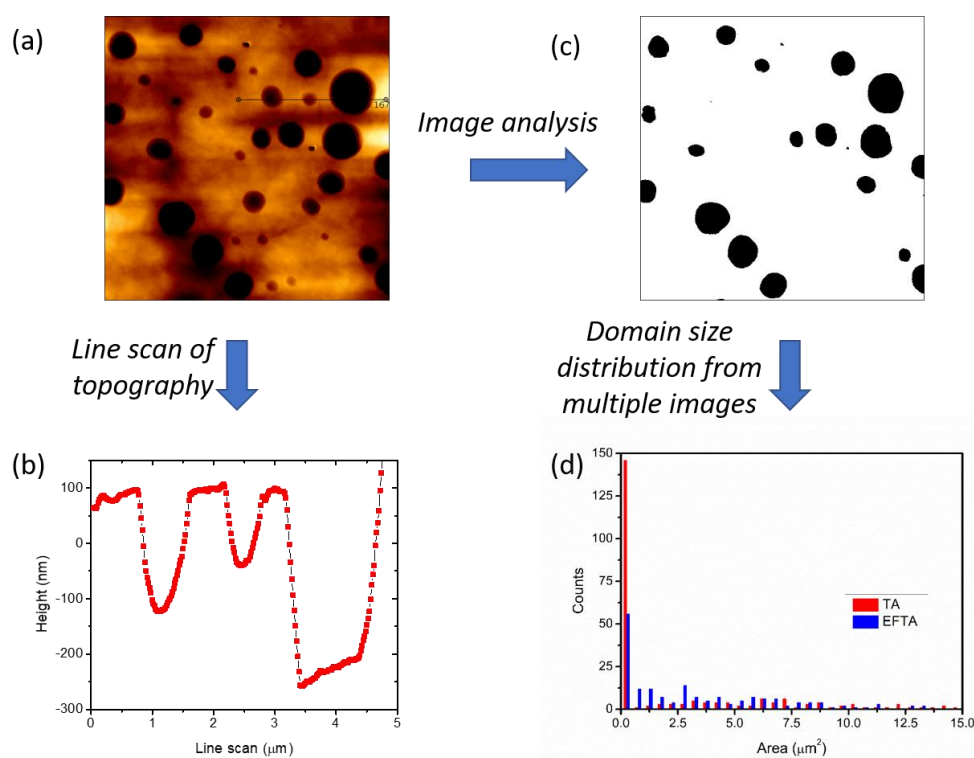 (a)
.167
(c)
Image analysis
Line scan of
topography
Domain size
distribution from
multiple images
(b)
100
0
-100
-200
-300
Height (nm)
0
1
2
3
4
5
Line scan (μm)
(d)
150
125
100
75
50
25
0
Counts
TA
EFTA
0.0
2.5
5.0
7.5
10.0
12.5
15.0
Area (μm²)